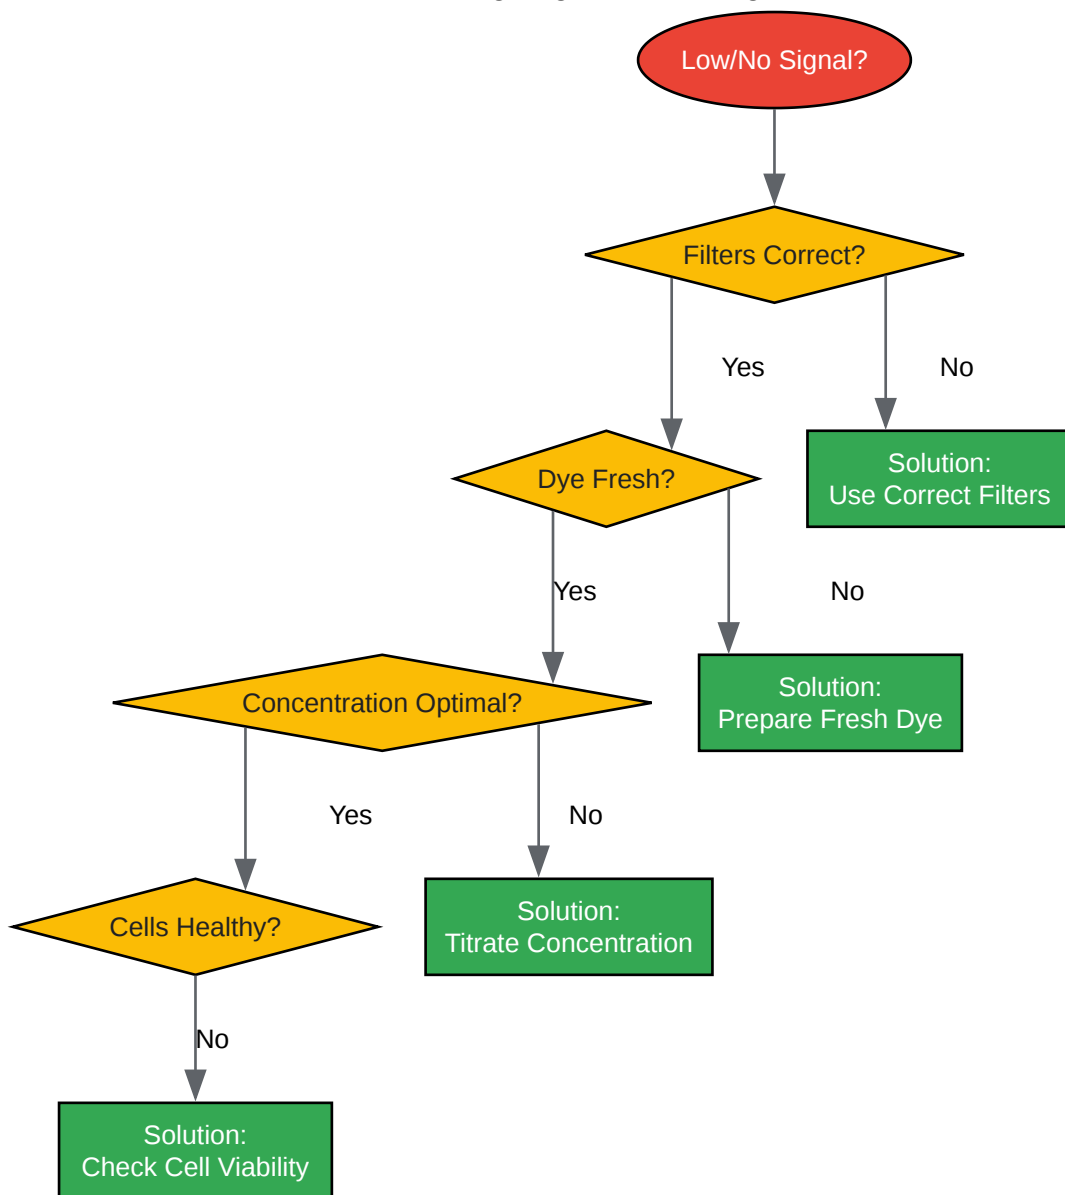 Low/No Signal?
Filters Correct?
Yes
No
Dye Fresh?
Solution:
Use Correct Filters
Yes
No
Concentration Optimal?
Solution:
Prepare Fresh Dye
Yes
No
Cells Healthy?
Solution:
Titrate Concentration
No
Solution:
Check Cell Viability